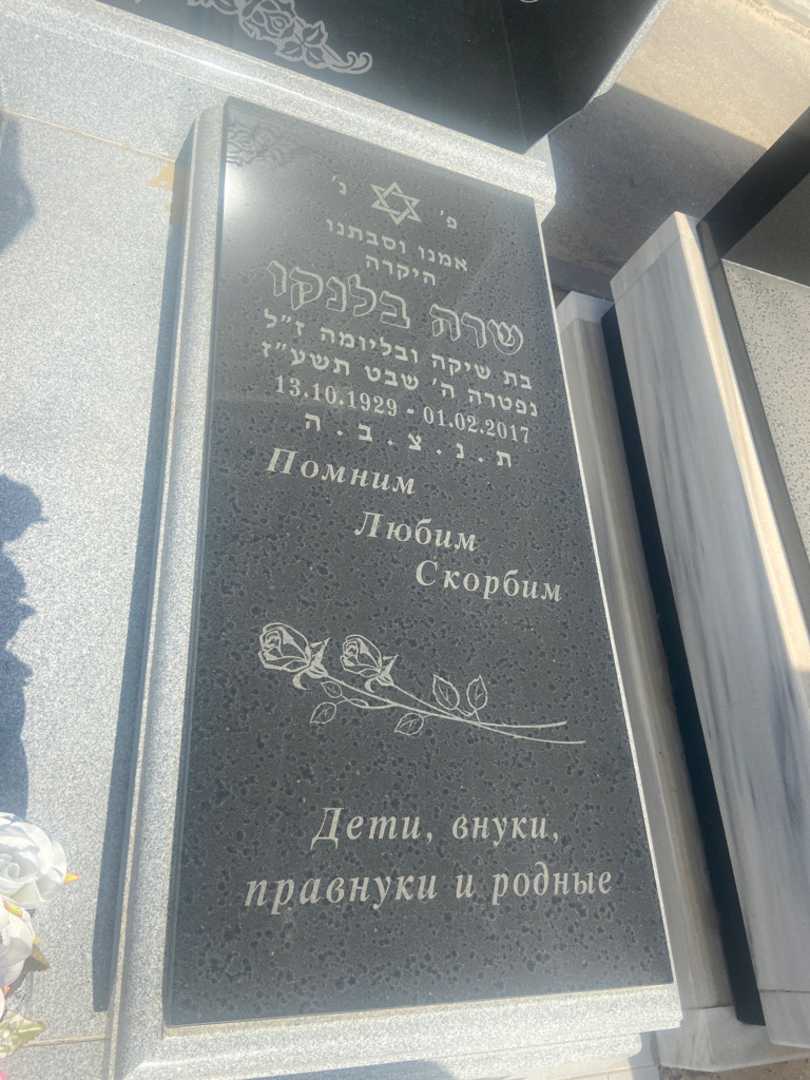 פ' נ'
אמנו וסבתנו
היקרה
שרה בלנקו
בת שיקה ובליומה ז"ל
נפטרה ה' שבט תשע"ז
13.10.1929 - 01.02.2017
ת . נ . צ . ב . ה
Помним
Любим
Скорбим
Дети, внуки,
правнуки и родные